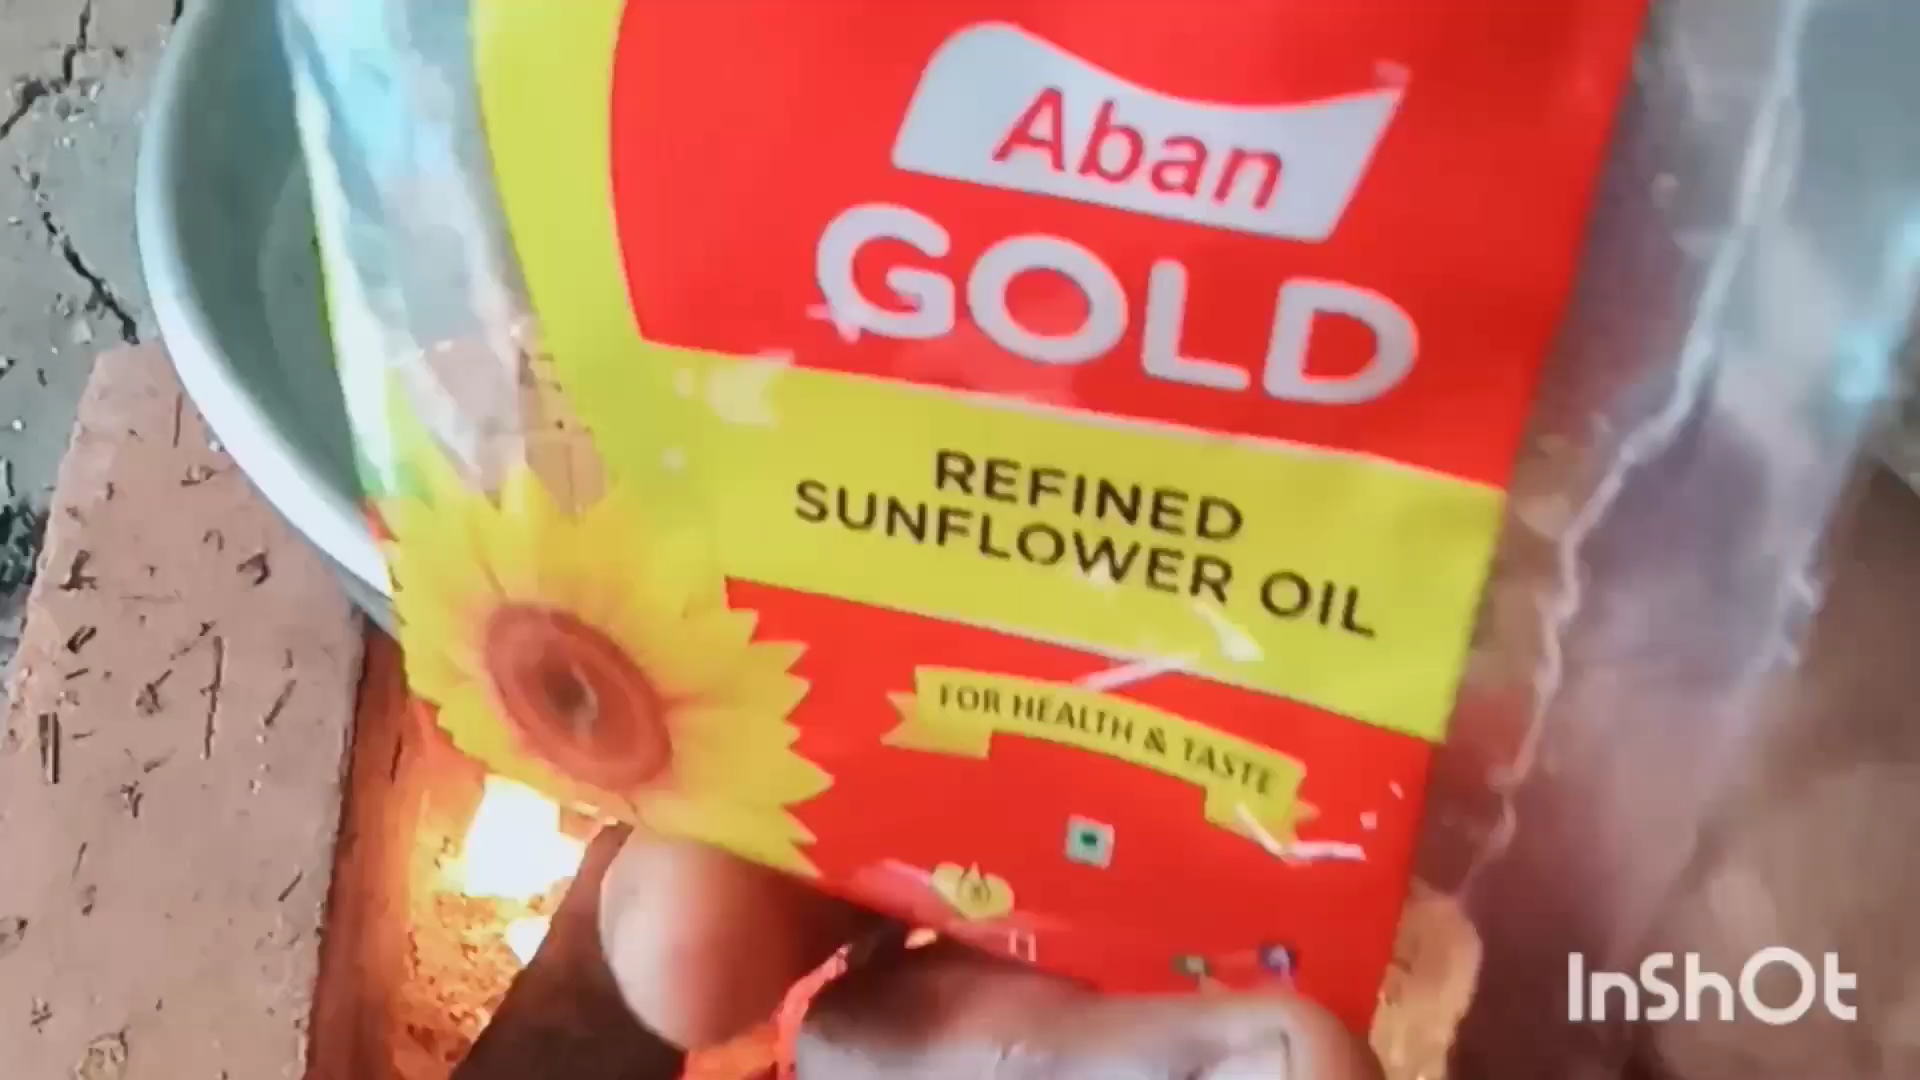 Aban
GOLD
REFINED
SUNFLOWER OIL
FOR HEALTH & TASTE
InShOt